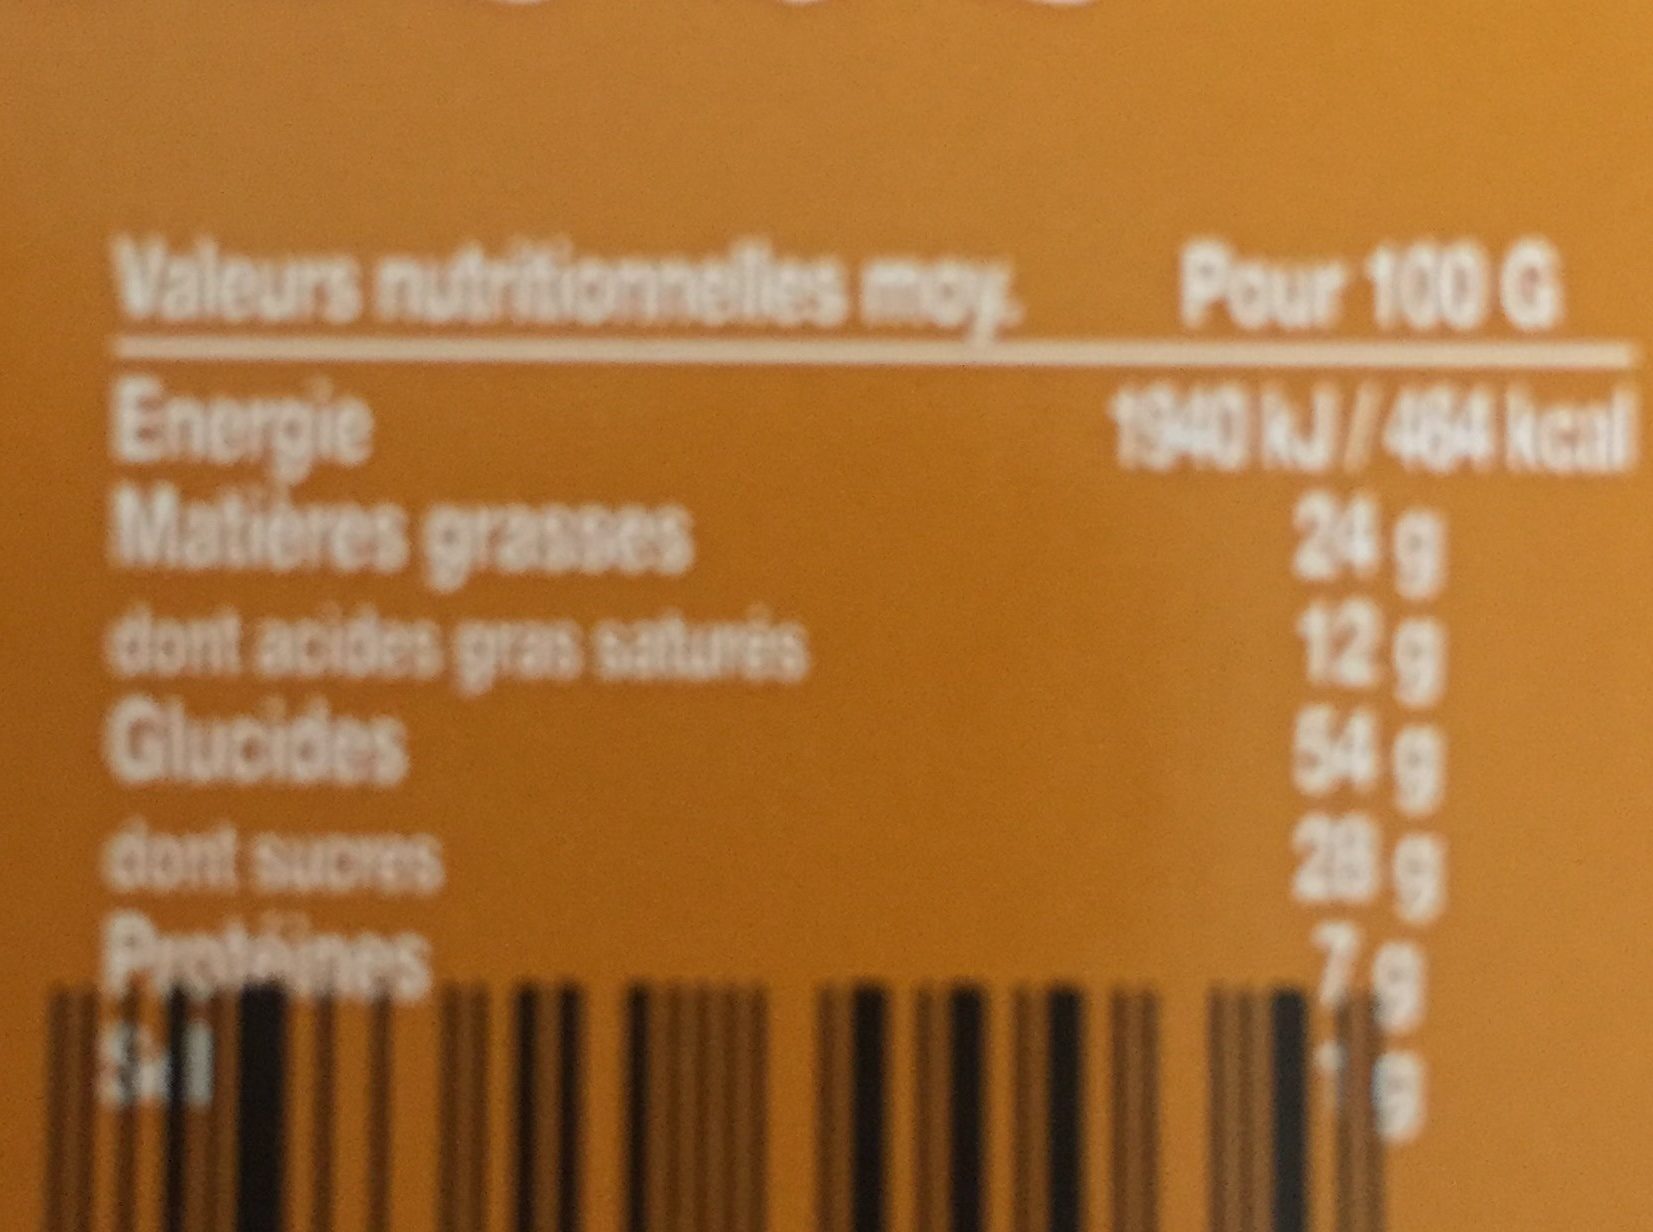 Valeurs nutritionnelles moy. Pour 100 G
Energie 1940 kJ / 464 kcal
Matières grasses 24 g
dont acides gras saturés 12 g
Glucides 54 g
dont sucres 28 g
Protéines 7 g
Sel g